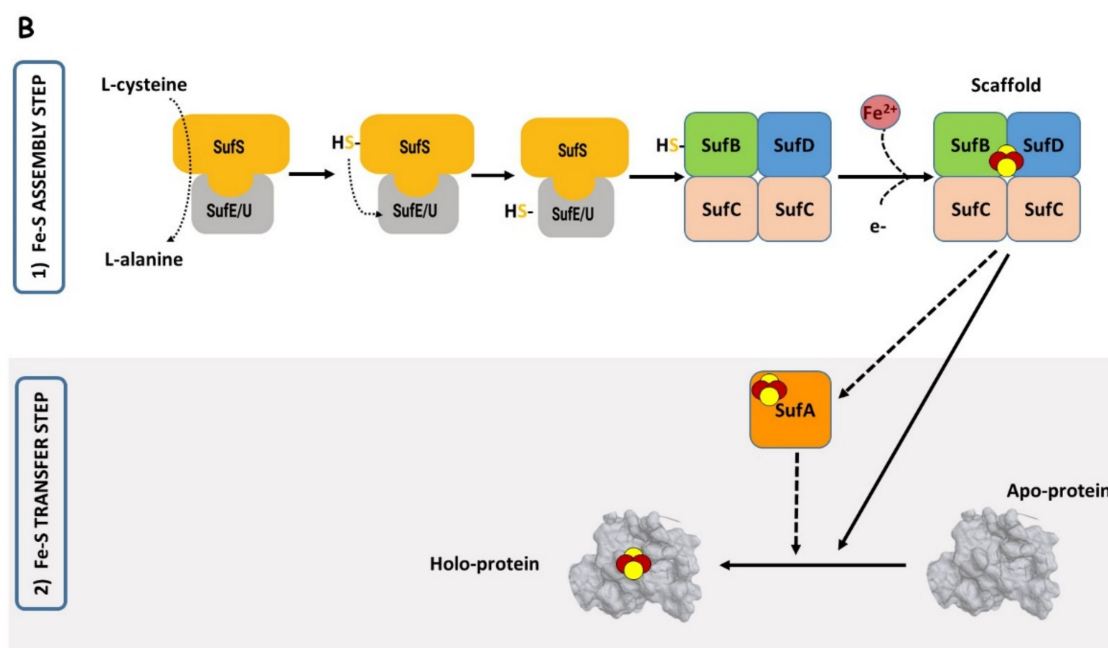 B
1) Fe-S ASSEMBLY STEP
L-cysteine
SufS
SufE/U
L-alanine
HS-
SufS
SufE/U
SufS
HS-
SufE/U
HS-
SufB
SufD
SufC
SufC
Fe2+
e-
Scaffold
SufB
SufD
SufC
SufC
2) Fe-S TRANSFER STEP
SufA
Apo-protein
Holo-protein